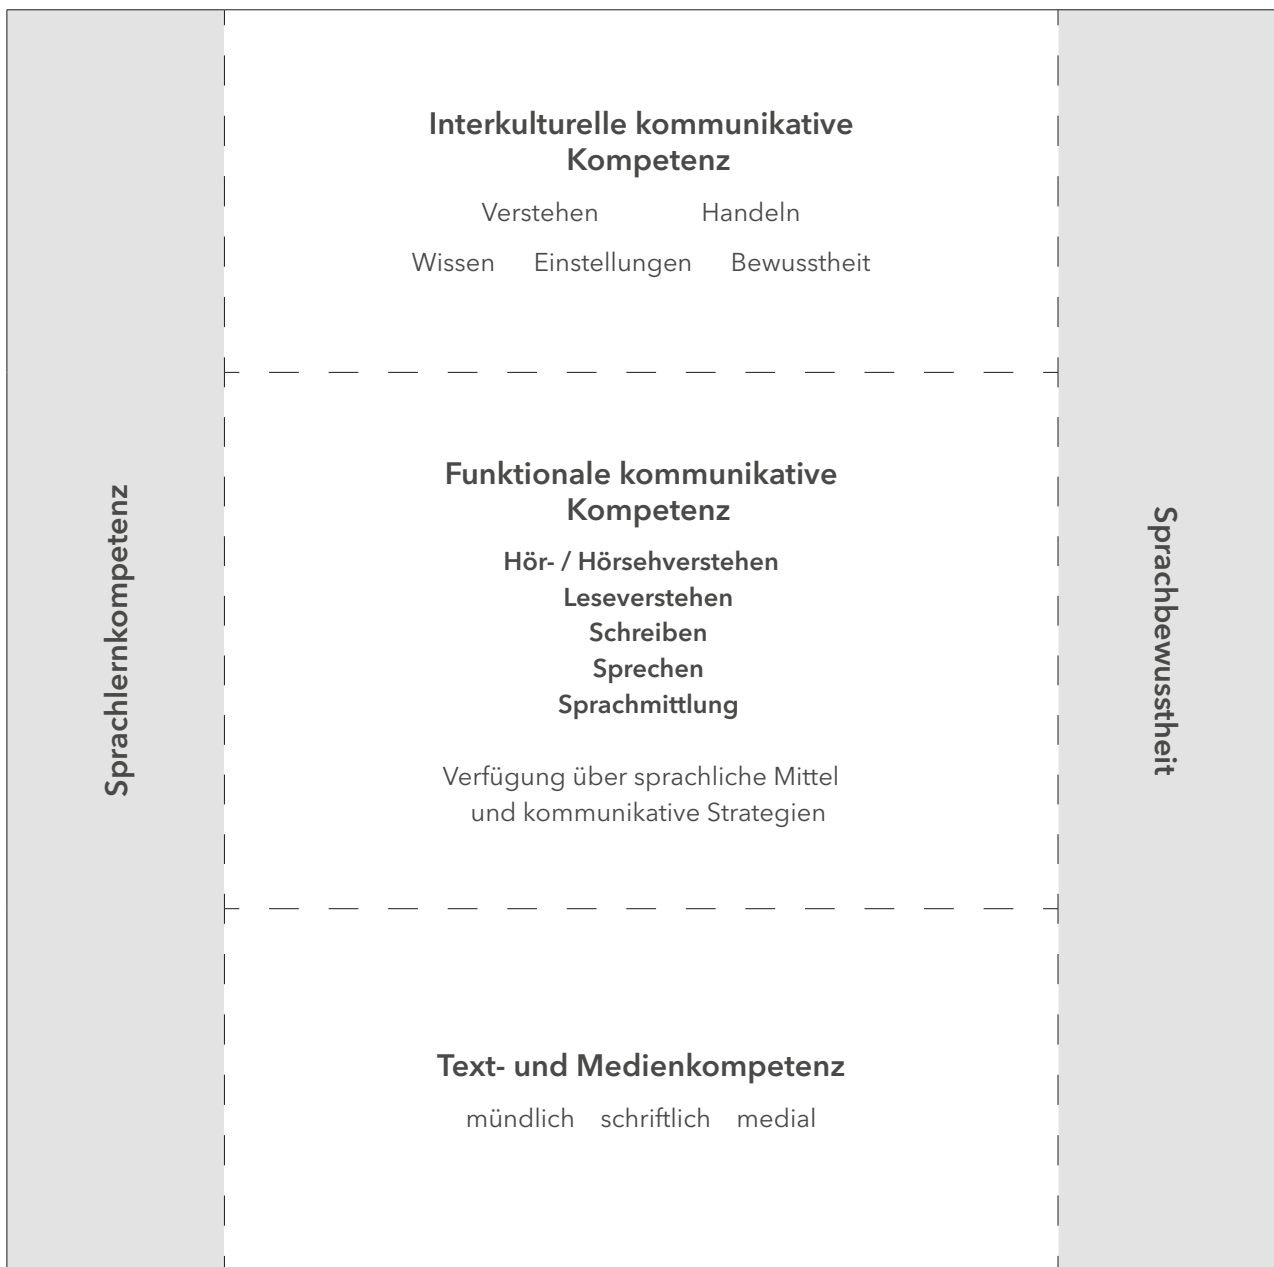 Interkulturelle kommunikative
Kompetenz
Verstehen Handeln
Wissen Einstellungen Bewusstheit
Sprachlernkompetenz
Funktionale kommunikative
Kompetenz
Hör- / Hörsehverstehen
Leseverstehen
Schreiben
Sprechen
Sprachmittlung
Verfügung über sprachliche Mittel
und kommunikative Strategien
Sprachbewusstheit
Text- und Medienkompetenz
mündlich schriftlich medial